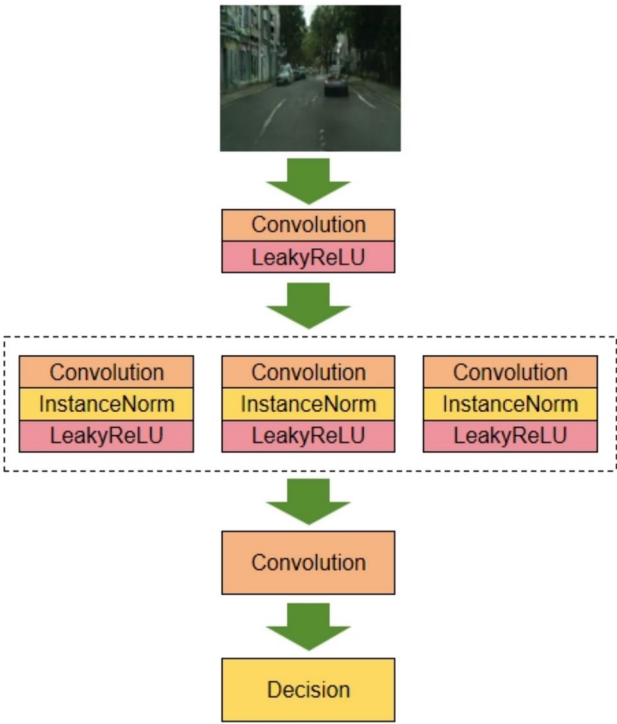 Convolution
LeakyReLU
Convolution
InstanceNorm
LeakyReLU
Convolution
InstanceNorm
LeakyReLU
Convolution
InstanceNorm
LeakyReLU
Convolution
Decision